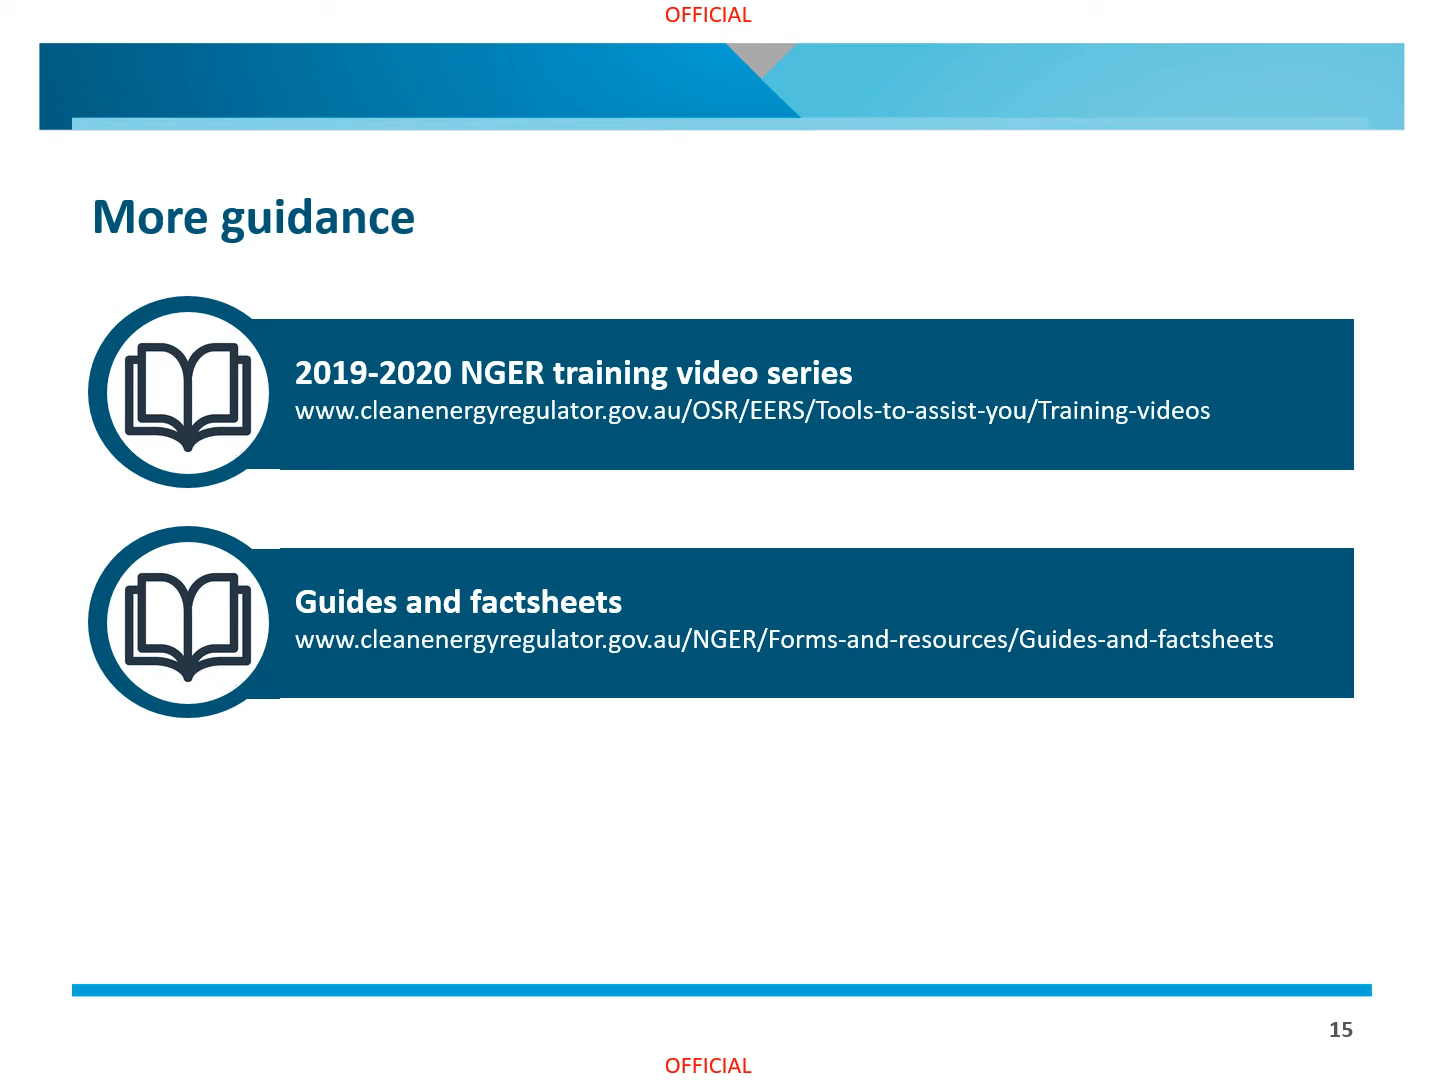 OFFICIAL
More guidance
2019-2020 NGER training video series
www.cleanenergyregulator.gov.au/OSR/EERS/Tools-to-assist-you/Training-videos
Guides and factsheets
www.cleanenergyregulator.gov.au/NGER/Forms-and-resources/Guides-and-factsheets
15
OFFICIAL